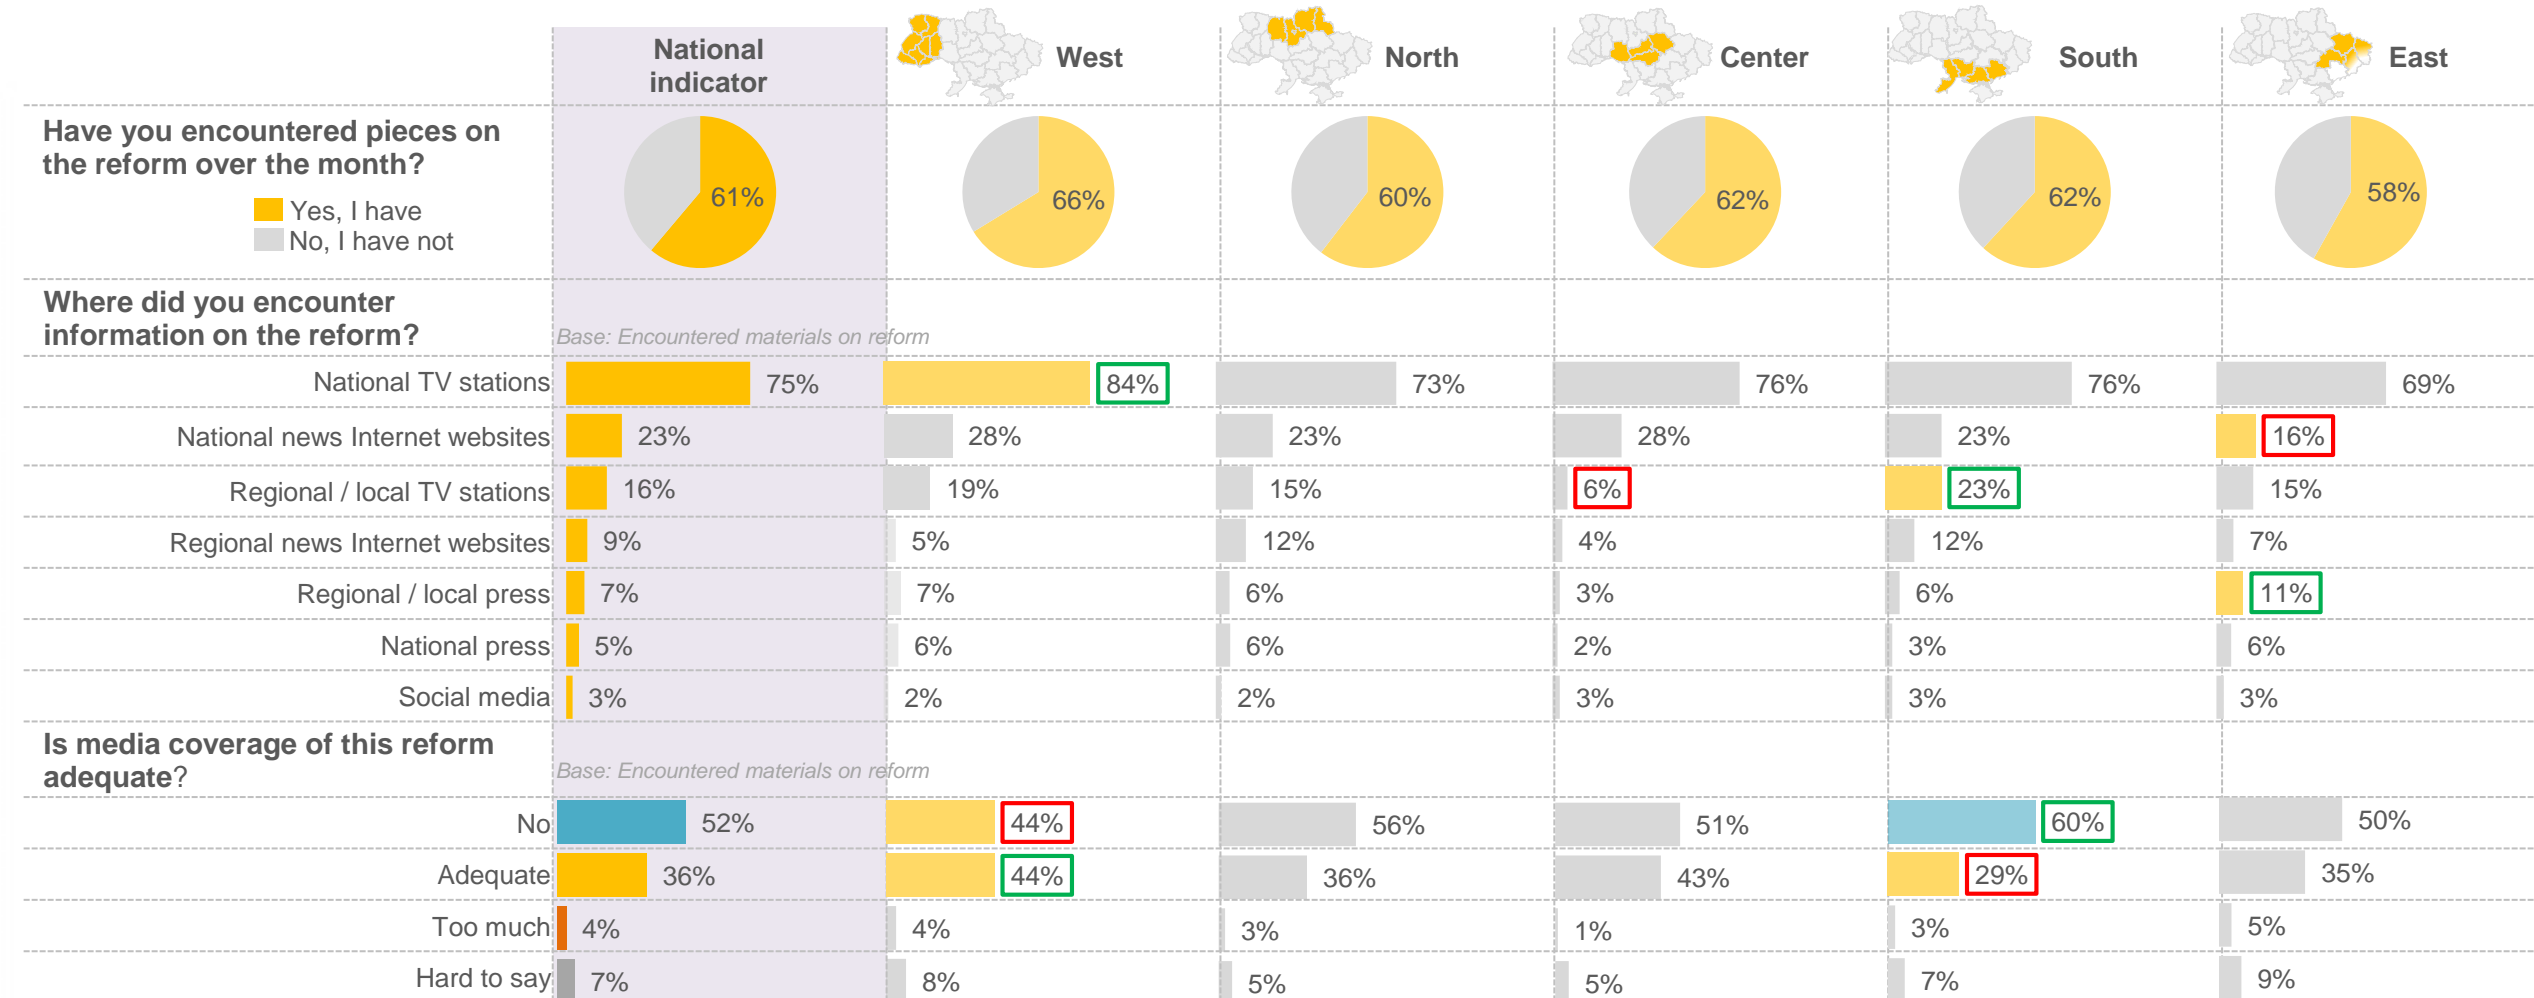 National
indicator
West
North
Center
South
East
Have you encountered pieces on
the reform over the month?
Yes, I have
No, I have not
61%
66%
60%
62%
62%
58%
Where did you encounter
information on the reform?
Base: Encountered materials on reform
National TV stations 75% 84% 73% 76% 76% 69%
National news Internet websites 23% 28% 23% 28% 23% 16%
Regional / local TV stations 16% 19% 15% 6% 23% 15%
Regional news Internet websites 9% 5% 12% 4% 12% 7%
Regional / local press 7% 7% 6% 3% 6% 11%
National press 5% 6% 6% 2% 3% 6%
Social media 3% 2% 2% 3% 3% 3%
Is media coverage of this reform
adequate?
Base: Encountered materials on reform
No 52% 44% 56% 51% 60% 50%
Adequate 36% 44% 36% 43% 29% 35%
Too much 4% 4% 3% 1% 3% 5%
Hard to say 7% 8% 5% 5% 7% 9%